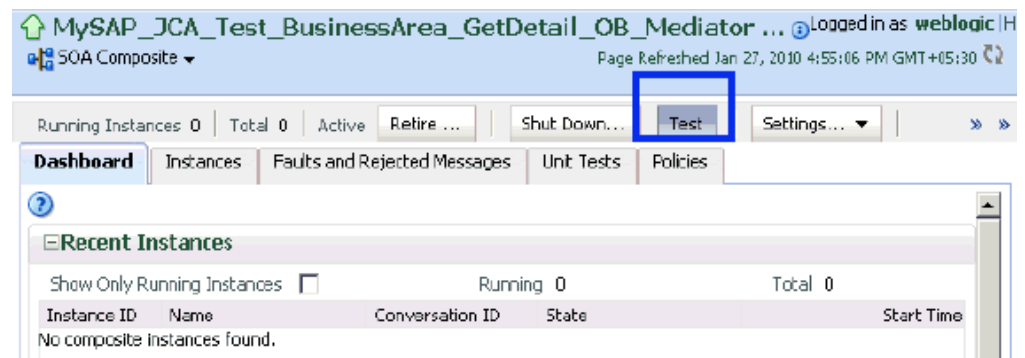 MySAP_JCA_Test_BusinessArea_GetDetail_OB_Mediator ... Logged in as weblogic |H
SOA Composite Page Refreshed Jan 27, 2010 4:55:06 PM GMT+05:30
Running Instances 0 Total 0 Active Retire ... Shut Down... Test Settings... » »
Dashboard Instances Faults and Rejected Messages Unit Tests Policies
Recent Instances
Show Only Running Instances Running 0 Total 0
Instance ID Name Conversation ID State Start Time
No composite instances found.